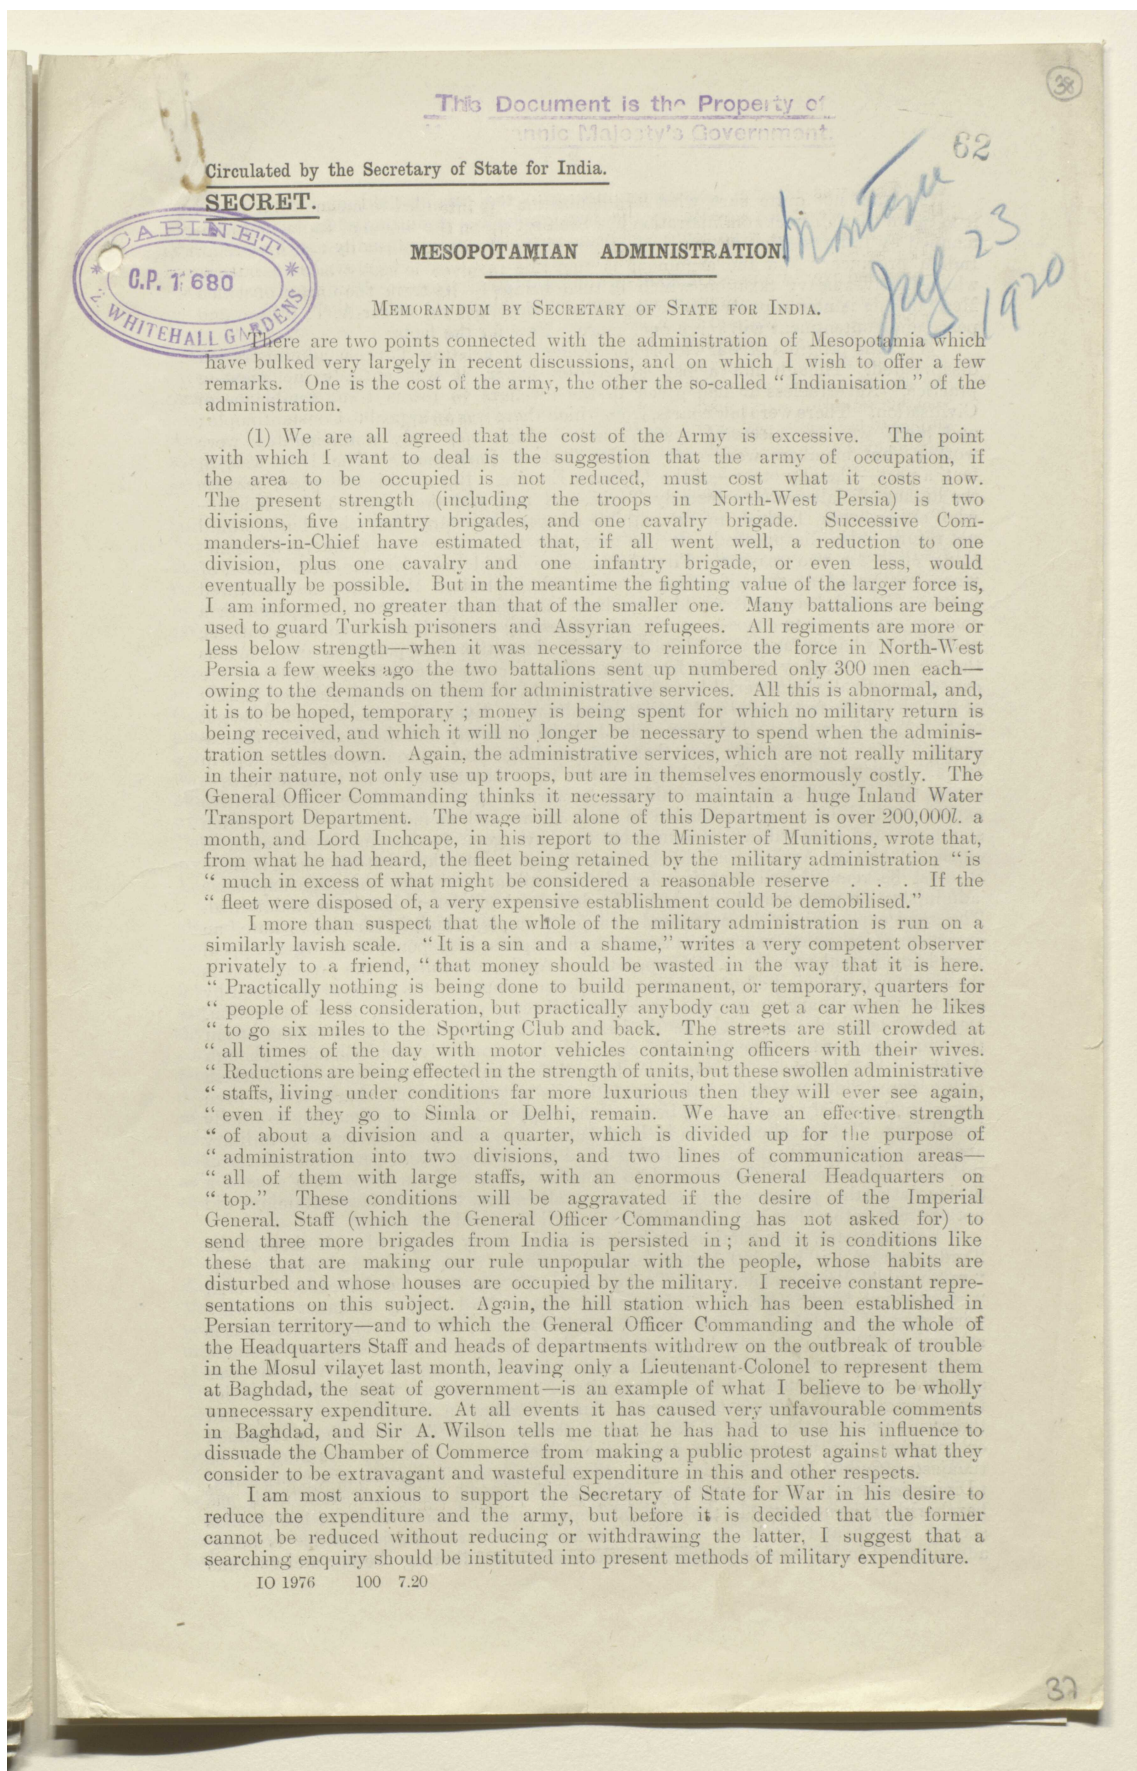 38
This Document is the Property of
Majesty's Government.
62
Circulated by the Secretary of State for India.
SECRET.
Montagu
July 23
1920
CABINET
C.P. 1680
2, WHITEHALL GARDENS
MESOPOTAMIAN ADMINISTRATION.
MEMORANDUM BY SECRETARY OF STATE FOR INDIA.
There are two points connected with the administration of Mesopotamia which
have bulked very largely in recent discussions, and on which I wish to offer a few
remarks. One is the cost of the army, the other the so-called “ Indianisation ” of the
administration.
(1) We are all agreed that the cost of the Army is excessive. The point
with which I want to deal is the suggestion that the army of occupation, if
the area to be occupied is not reduced, must cost what it costs now.
The present strength (including the troops in North-West Persia) is two
divisions, five infantry brigades, and one cavalry brigade. Successive Com-
manders-in-Chief have estimated that, if all went well, a reduction to one
division, plus one cavalry and one infantry brigade, or even less, would
eventually be possible. But in the meantime the fighting value of the larger force is,
I am informed, no greater than that of the smaller one. Many battalions are being
used to guard Turkish prisoners and Assyrian refugees. All regiments are more or
less below strength—when it was necessary to reinforce the force in North-West
Persia a few weeks ago the two battalions sent up numbered only 300 men each—
owing to the demands on them for administrative services. All this is abnormal, and,
it is to be hoped, temporary ; money is being spent for which no military return is
being received, and which it will no longer be necessary to spend when the adminis-
tration settles down. Again, the administrative services, which are not really military
in their nature, not only use up troops, but are in themselves enormously costly. The
General Officer Commanding thinks it necessary to maintain a huge Inland Water
Transport Department. The wage bill alone of this Department is over 200,000l. a
month, and Lord Inchcape, in his report to the Minister of Munitions, wrote that,
from what he had heard, the fleet being retained by the military administration “ is
“ much in excess of what might be considered a reasonable reserve . . . If the
“ fleet were disposed of, a very expensive establishment could be demobilised.”
I more than suspect that the whole of the military administration is run on a
similarly lavish scale. “ It is a sin and a shame,” writes a very competent observer
privately to a friend, “ that money should be wasted in the way that it is here.
“ Practically nothing is being done to build permanent, or temporary, quarters for
“ people of less consideration, but practically anybody can get a car when he likes
“ to go six miles to the Sporting Club and back. The streets are still crowded at
“ all times of the day with motor vehicles containing officers with their wives.
“ Reductions are being effected in the strength of units, but these swollen administrative
“ staffs, living under conditions far more luxurious then they will ever see again,
“ even if they go to Simla or Delhi, remain. We have an effective strength
“ of about a division and a quarter, which is divided up for the purpose of
“ administration into two divisions, and two lines of communication areas—
“ all of them with large staffs, with an enormous General Headquarters on
“ top.” These conditions will be aggravated if the desire of the Imperial
General. Staff (which the General Officer Commanding has not asked for) to
send three more brigades from India is persisted in ; and it is conditions like
these that are making our rule unpopular with the people, whose habits are
disturbed and whose houses are occupied by the military. I receive constant repre-
sentations on this subject. Again, the hill station which has been established in
Persian territory—and to which the General Officer Commanding and the whole of
the Headquarters Staff and heads of departments withdrew on the outbreak of trouble
in the Mosul vilayet last month, leaving only a Lieutenant-Colonel to represent them
at Baghdad, the seat of government—is an example of what I believe to be wholly
unnecessary expenditure. At all events it has caused very unfavourable comments
in Baghdad, and Sir A. Wilson tells me that he has had to use his influence to
dissuade the Chamber of Commerce from making a public protest against what they
consider to be extravagant and wasteful expenditure in this and other respects.
I am most anxious to support the Secretary of State for War in his desire to
reduce the expenditure and the army, but before it is decided that the former
cannot be reduced without reducing or withdrawing the latter, I suggest that a
searching enquiry should be instituted into present methods of military expenditure.
IO 1976 100 7.20
37